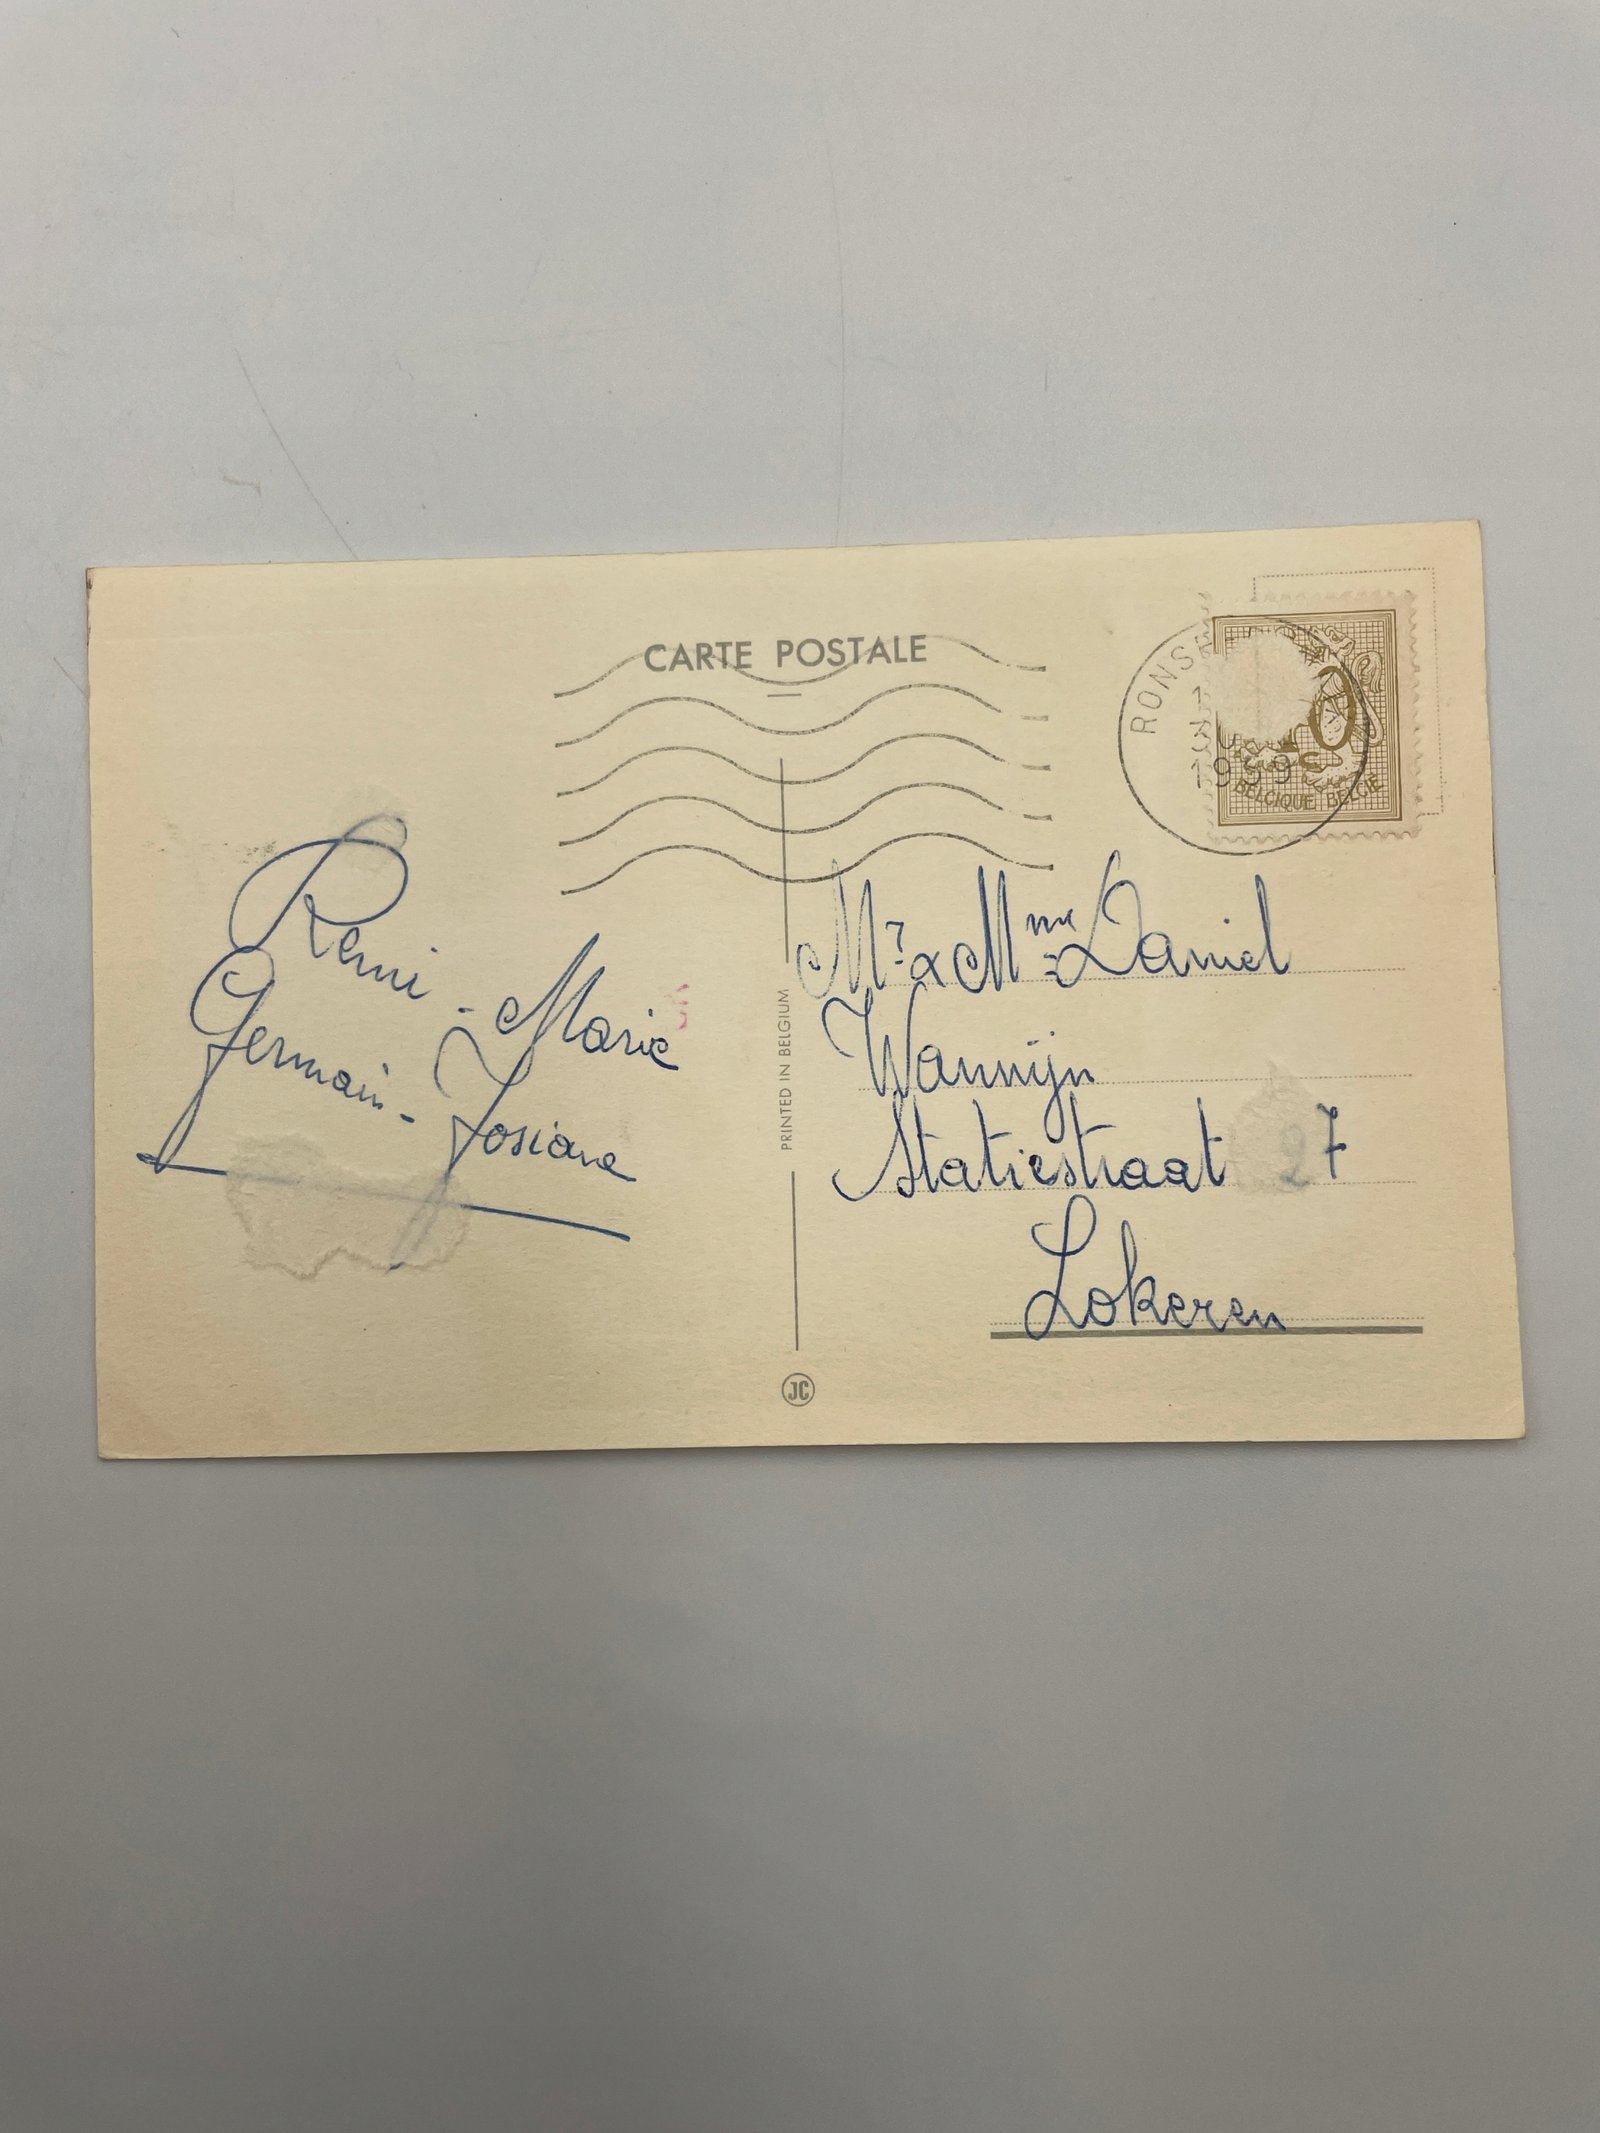 CARTE POSTALE
RONSE
1959
BELGIQUE BELGIË
Remi - Marie
Germain - Josiane
PRINTED IN BELGIUM
Mr & Mme Daniel
Wannijn
Statiestraat 27
Lokeren
JC